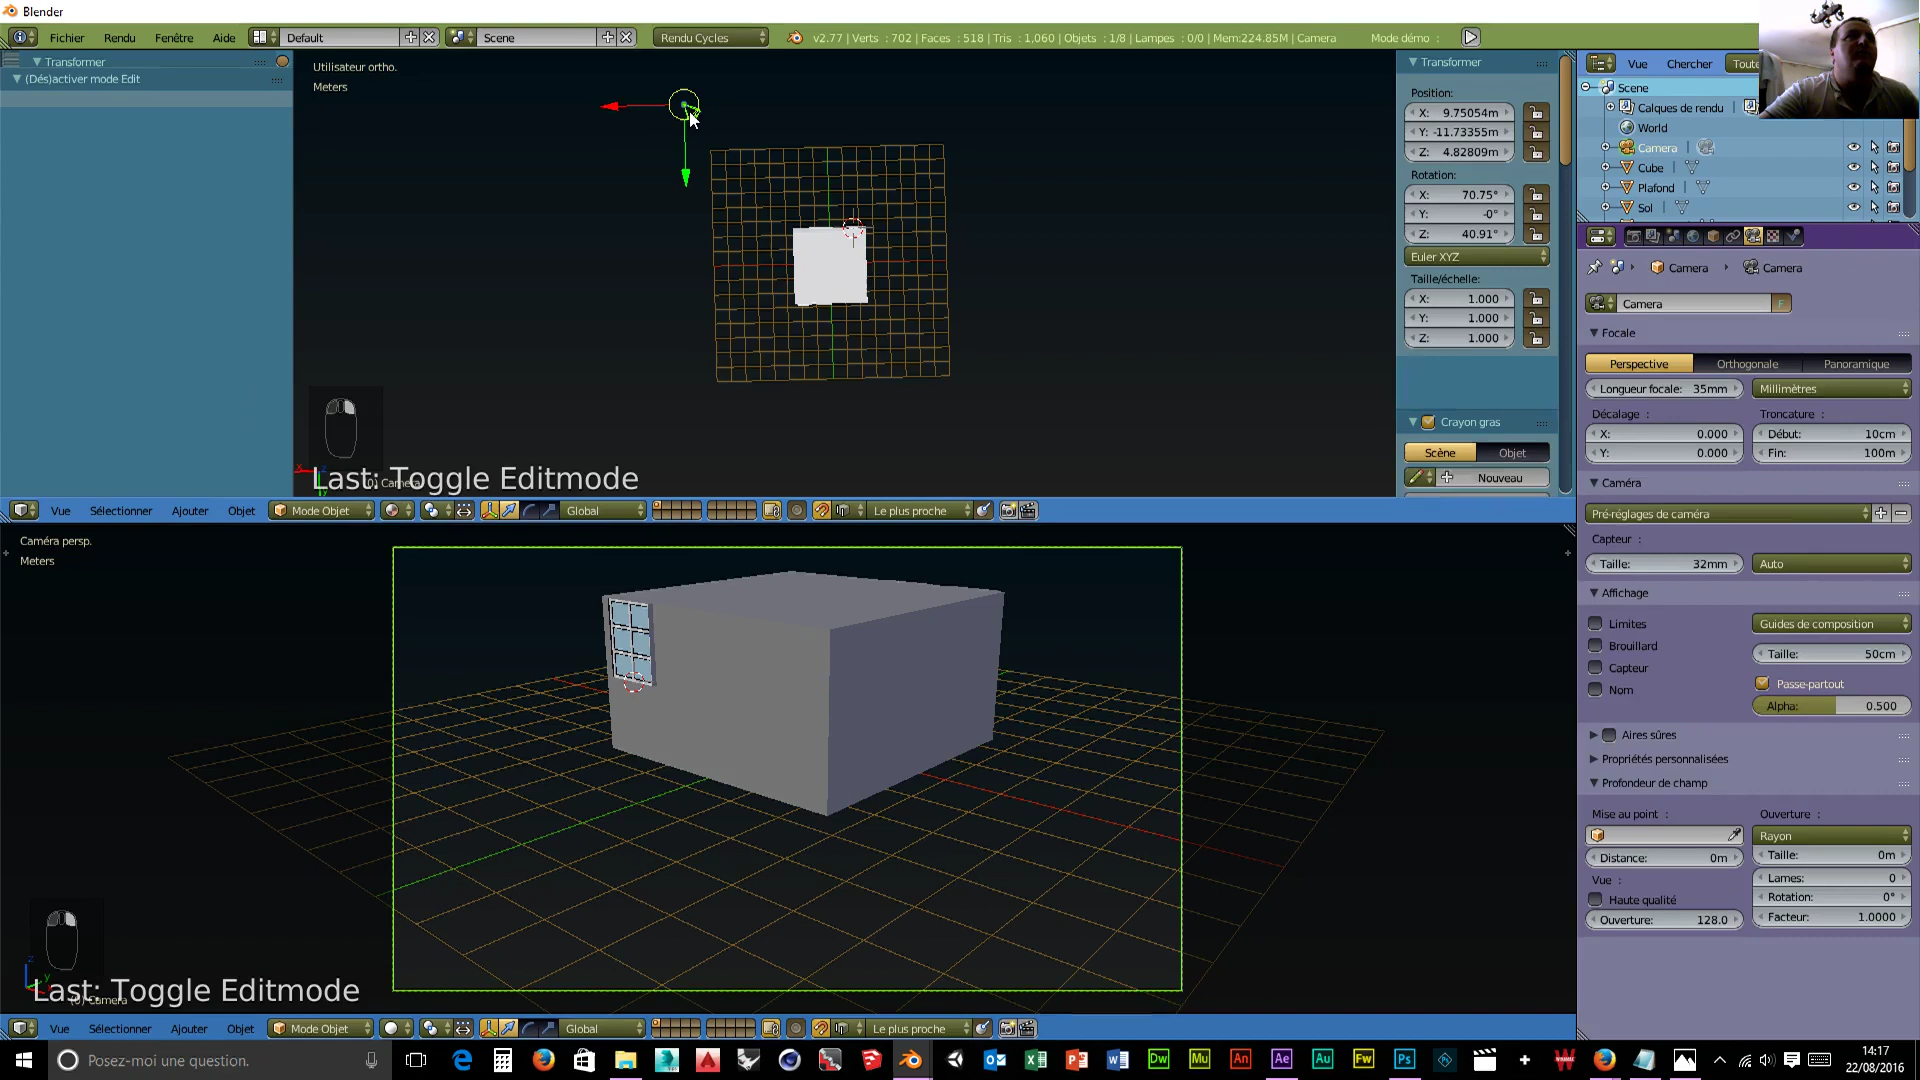 Blender
Fichier Rendu Fenêtre Aide Default Scene Rendu Cycles v2.77 | Verts : 702 | Faces : 518 | Tris : 1,060 | Objets : 1/8 | Lampes : 0/0 | Mem:224.85M | Camera Mode démo :
Transformer
(Dés)activer mode Edit
Utilisateur ortho.
Meters
Last: Toggle Editmode
Transformer
Position:
X: 9.75054m
Y: -11.73355m
Z: 4.82809m
Rotation:
X: 70.75°
Y: -0°
Z: 40.91°
Euler XYZ
Taille/échelle:
X: 1.000
Y: 1.000
Z: 1.000
Crayon gras
Scène Objet
Nouveau
Vue Sélectionner Ajouter Objet Mode Objet Global Le plus proche
Caméra persp.
Meters
Last: Toggle Editmode
(0) Camera
Vue Sélectionner Ajouter Objet Mode Objet Global Le plus proche
Vue Chercher Toute
Scene
Calques de rendu
World
Camera
Cube
Plafond
Sol
Camera Camera
Camera F
Focale
Perspective Orthogonale Panoramique
Longueur focale: 35mm Millimètres
Décalage : Troncature :
X: 0.000 Début: 10cm
Y: 0.000 Fin: 100m
Caméra
Pré-réglages de caméra
Capteur :
Taille: 32mm Auto
Affichage
Limites Guides de composition
Brouillard Taille: 50cm
Capteur Passe-partout
Nom Alpha: 0.500
Aires sûres
Propriétés personnalisées
Profondeur de champ
Mise au point : Ouverture :
Rayon
Distance: 0m Taille: 0m
Vue : Lames: 0
Haute qualité Rotation: 0°
Ouverture: 128.0 Facteur: 1.0000
Posez-moi une question.
Dw Mu An Ae Au Fw Ps
14:17
22/08/2016